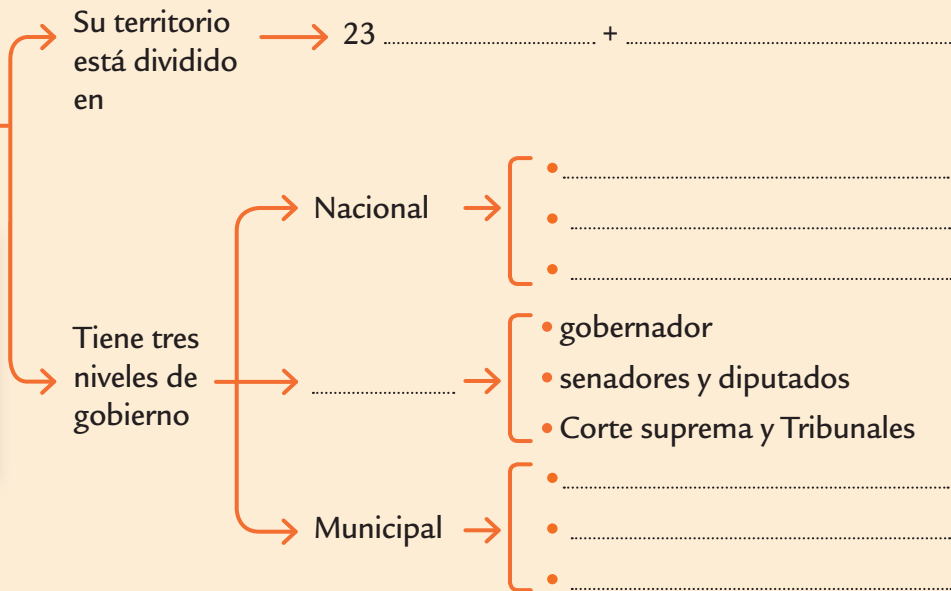 Su territorio
está dividido
en
23 ........................ + ........................
Tiene tres
niveles de
gobierno
Nacional
• ........................
• ........................
• ........................
........................
• gobernador
• senadores y diputados
• Corte suprema y Tribunales
Municipal
• ........................
• ........................
• ........................